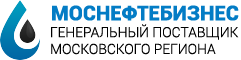 МОСНЕФТЕБИЗНЕС
ГЕНЕРАЛЬНЫЙ ПОСТАВЩИК
МОСКОВСКОГО РЕГИОНА